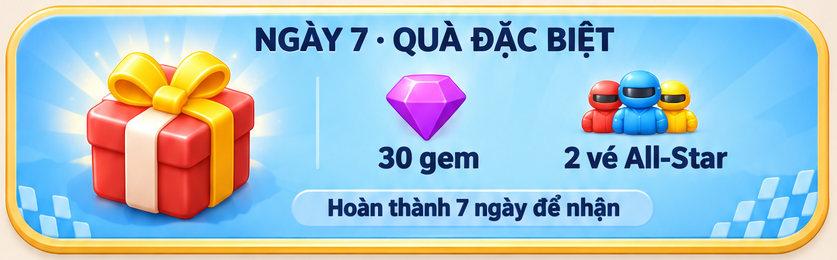 NGÀY 7 · QUÀ ĐẶC BIỆT
30 gem
2 vé All-Star
Hoàn thành 7 ngày để nhận